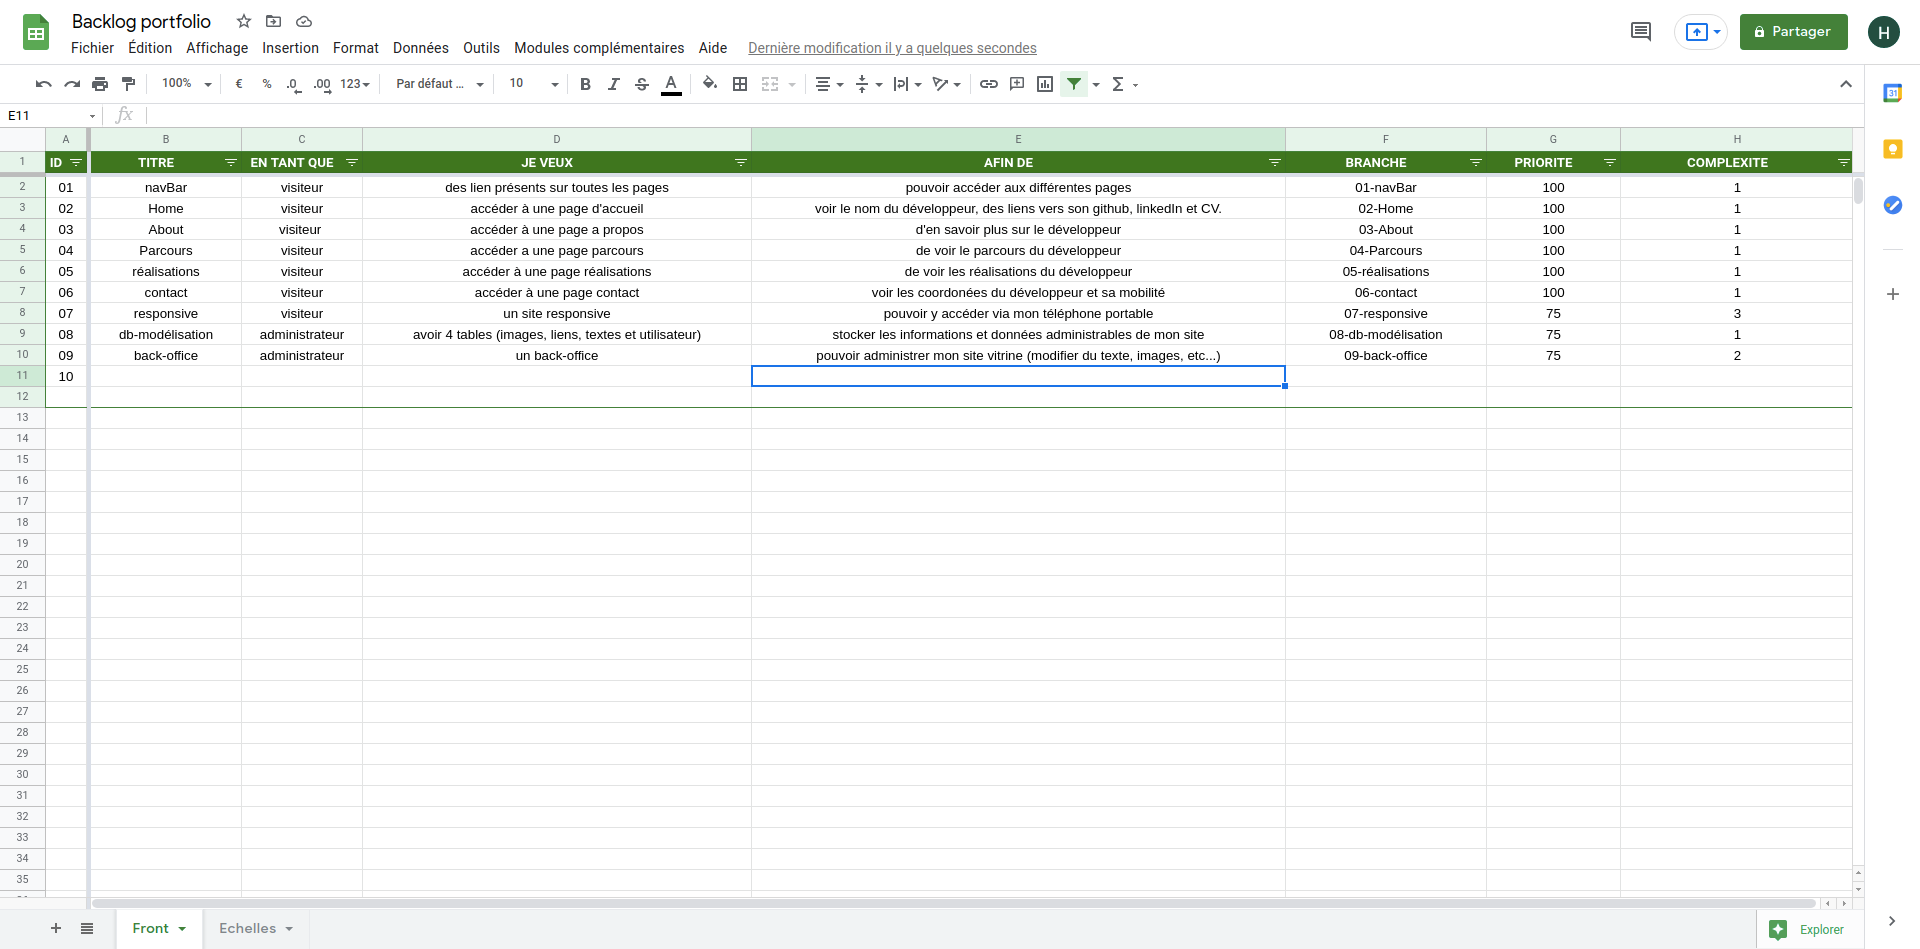 Backlog portfolio
Fichier Édition Affichage Insertion Format Données Outils Modules complémentaires Aide Dernière modification il y a quelques secondes
Partager
H
100% € % .0 .00 123 Par défaut ... 10 B I S A
31
E11 fx
A B C D E F G H
1 ID TITRE EN TANT QUE JE VEUX AFIN DE BRANCHE PRIORITE COMPLEXITE
2 01 navBar visiteur des lien présents sur toutes les pages pouvoir accéder aux différentes pages 01-navBar 100 1
3 02 Home visiteur accéder à une page d'accueil voir le nom du développeur, des liens vers son github, linkedIn et CV. 02-Home 100 1
4 03 About visiteur accéder à une page a propos d'en savoir plus sur le développeur 03-About 100 1
5 04 Parcours visiteur accéder a une page parcours de voir le parcours du développeur 04-Parcours 100 1
6 05 réalisations visiteur accéder à une page réalisations de voir les réalisations du développeur 05-réalisations 100 1
7 06 contact visiteur accéder à une page contact voir les coordonées du développeur et sa mobilité 06-contact 100 1
8 07 responsive visiteur un site responsive pouvoir y accéder via mon téléphone portable 07-responsive 75 3
9 08 db-modélisation administrateur avoir 4 tables (images, liens, textes et utilisateur) stocker les informations et données administrables de mon site 08-db-modélisation 75 1
10 09 back-office administrateur un back-office pouvoir administrer mon site vitrine (modifier du texte, images, etc...) 09-back-office 75 2
11 10
12
13
14
15
16
17
18
19
20
21
22
23
24
25
26
27
28
29
30
31
32
33
34
35
Front Echelles Explorer